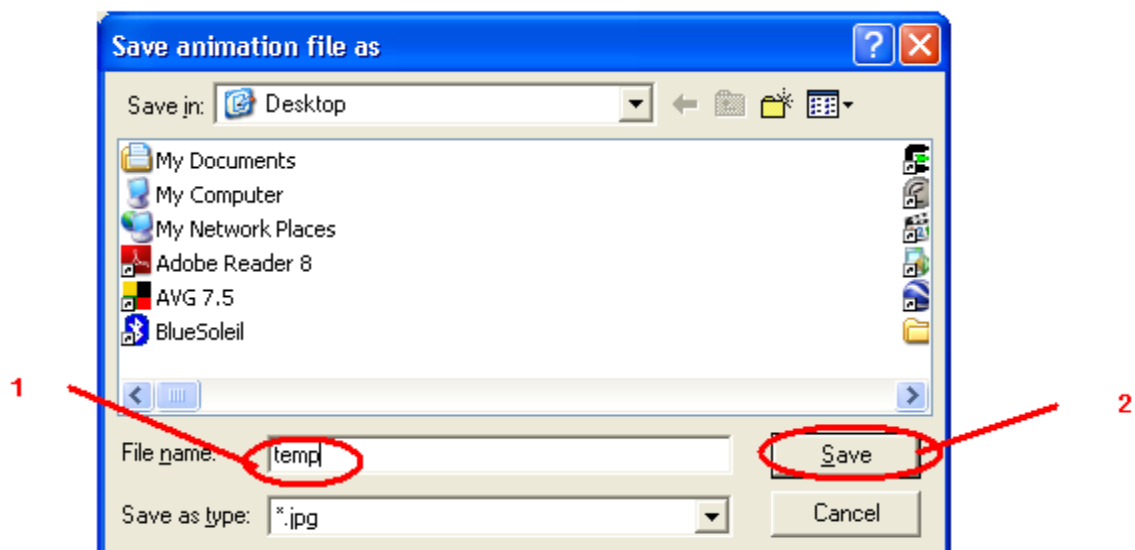 Save animation file as
Save in: Desktop
My Documents
My Computer
My Network Places
Adobe Reader 8
AVG 7.5
BlueSoleil
1
2
File name: temp Save
Save as type: *.jpg Cancel